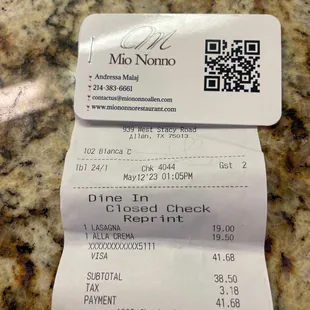 Mio Nonno
Andressa Malaj
214-383-6661
contactus@miononnoallen.com
www.miononnorestaurant.com
939 West Stacy Road
Allen, TX 75013
102 Blanca C
tbl 24/1 Chk 4044 Gst 2
May12'23 01:05PM
Dine In
Closed Check
Reprint
1 LASAGNA 19.00
1 ALLA CREMA 19.50
XXXXXXXXXXXX5111
VISA 41.68
SUBTOTAL 38.50
TAX 3.18
PAYMENT 41.68